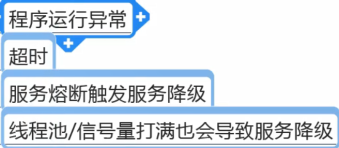 程序运行异常
超时
服务熔断触发服务降级
线程池/信号量打满也会导致服务降级